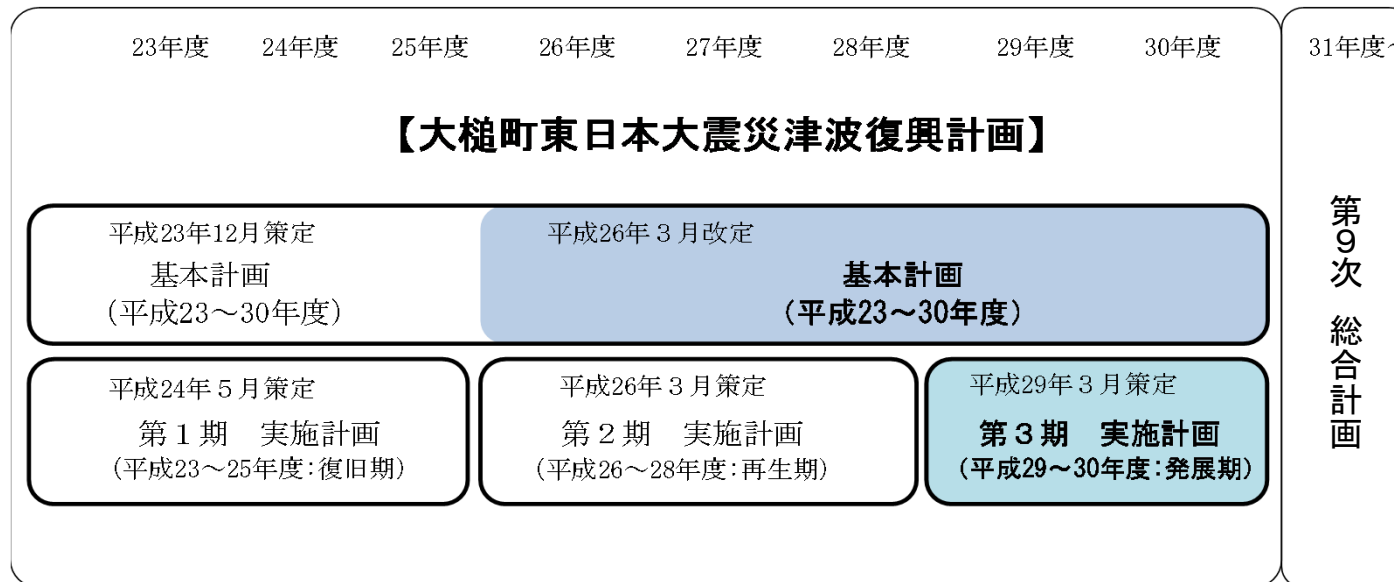 23年度 24年度 25年度 26年度 27年度 28年度 29年度 30年度 31年度~
【大槌町東日本大震災津波復興計画】
平成23年12月策定
基本計画
(平成23～30年度)
平成26年３月改定
基本計画
(平成23～30年度)
平成24年５月策定
第１期　実施計画
(平成23～25年度:復旧期)
平成26年３月策定
第２期　実施計画
(平成26～28年度:再生期)
平成29年３月策定
第３期　実施計画
(平成29～30年度:発展期)
第９次　総合計画